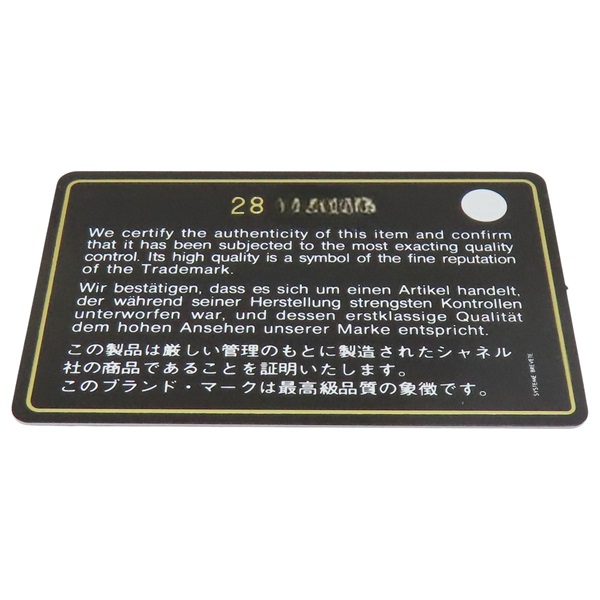 28
We certify the authenticity of this item and confirm
that it has been subjected to the most exacting quality
control. Its high quality is a symbol of the fine reputation
of the Trademark.
Wir bestätigen, dass es sich um einen Artikel handelt,
der während seiner Herstellung strengsten Kontrollen
unterworfen war, und dessen erstklassige Qualität
dem hohen Ansehen unserer Marke entspricht.
この製品は厳しい管理のもとに製造されたシャネル
社の商品であることを証明いたします。
このブランド・マークは最高級品質の象徴です。
SYSTEME BREVETE